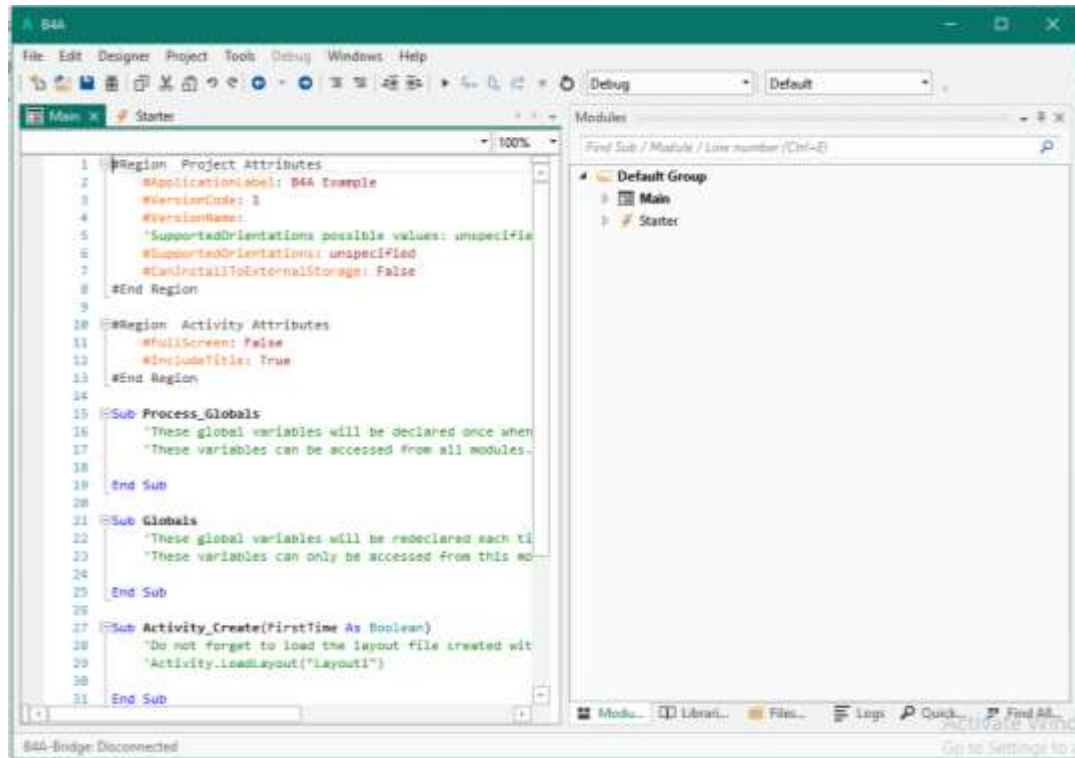 B4A
File Edit Designer Project Tools Debug Windows Help
Debug Default
Main Starter
100%
Modules
Find Sub / Module / Line number (Ctrl+E)
Default Group
Main
Starter
1 #Region Project Attributes
2 #ApplicationLabel: B4A Example
3 #VersionCode: 1
4 #VersionName:
5 'SupportedOrientations possible values: unspecifie
6 #SupportedOrientations: unspecified
7 #CanInstallToExternalStorage: False
8 #End Region
9
10 #Region Activity Attributes
11 #FullScreen: False
12 #IncludeTitle: True
13 #End Region
14
15 Sub Process_Globals
16 'These global variables will be declared once when
17 'These variables can be accessed from all modules.
18
19 End Sub
20
21 Sub Globals
22 'These global variables will be redeclared each ti
23 'These variables can only be accessed from this mo
24
25 End Sub
26
27 Sub Activity_Create(FirstTime As Boolean)
28 'Do not forget to load the layout file created wit
29 'Activity.LoadLayout("Layout1")
30
31 End Sub
Modu... Librari... Files... Logs Quick... Find All...
Activate Wind
Go to Settings to a
B4A-Bridge: Disconnected